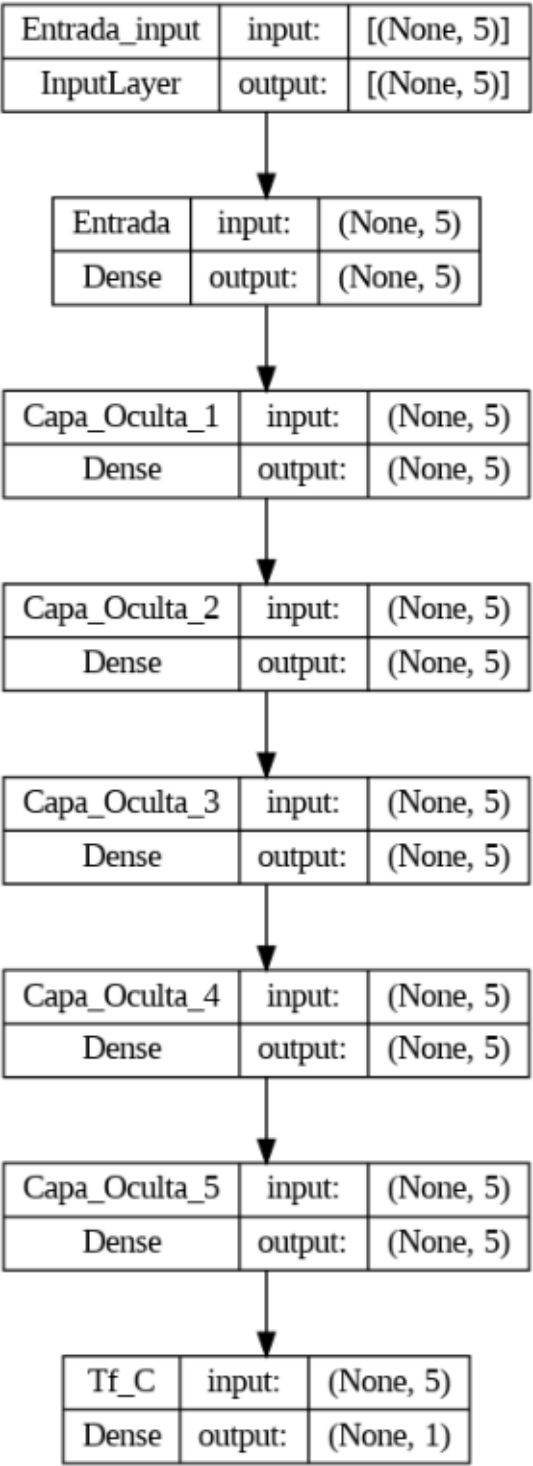 Entrada_input input: [(None, 5)]
InputLayer output: [(None, 5)]
Entrada input: (None, 5)
Dense output: (None, 5)
Capa_Oculta_1 input: (None, 5)
Dense output: (None, 5)
Capa_Oculta_2 input: (None, 5)
Dense output: (None, 5)
Capa_Oculta_3 input: (None, 5)
Dense output: (None, 5)
Capa_Oculta_4 input: (None, 5)
Dense output: (None, 5)
Capa_Oculta_5 input: (None, 5)
Dense output: (None, 5)
Tf_C input: (None, 5)
Dense output: (None, 1)